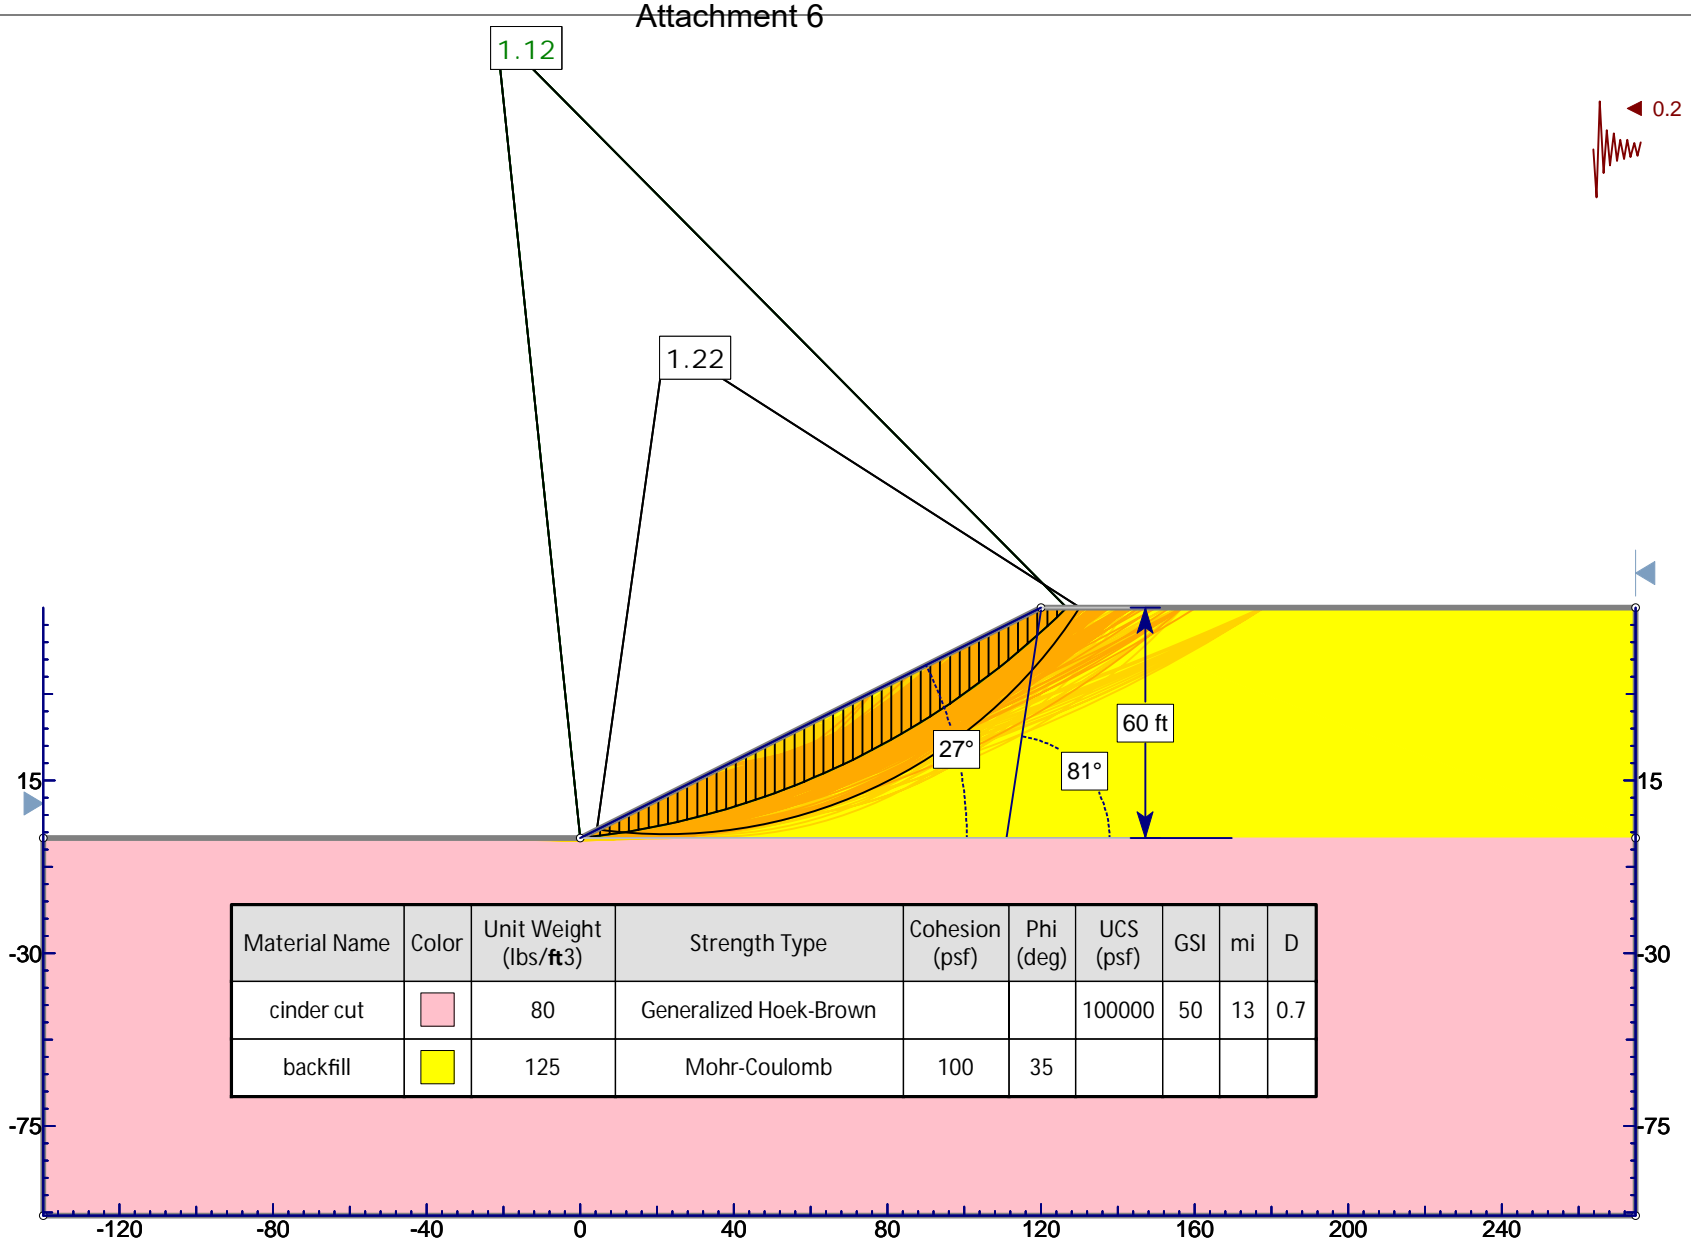 Attachment 6
1.12
0.2
1.22
60 ft
27°
81°
15
15
Material Name Color Unit Weight (lbs/ft3) Strength Type Cohesion (psf) Phi (deg) UCS (psf) GSI mi D
-30
-30
cinder cut 80 Generalized Hoek-Brown 100000 50 13 0.7
backfill 125 Mohr-Coulomb 100 35
-75
-75
-120 -80 -40 0 40 80 120 160 200 240